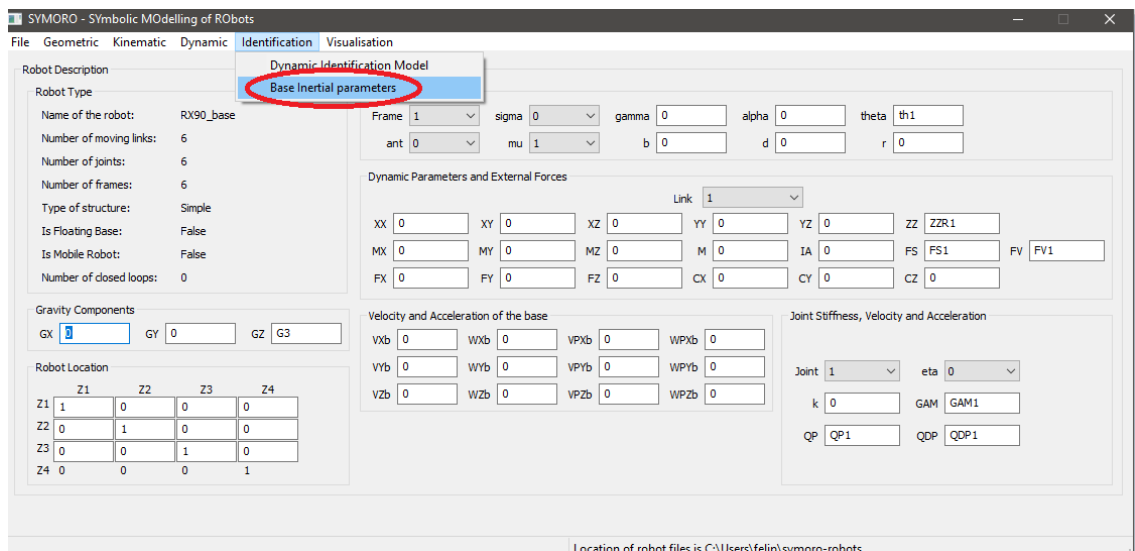 SYMORO - SYmbolic MOdelling of RObots
File Geometric Kinematic Dynamic Identification Visualisation
Dynamic Identification Model
Base Inertial parameters
Robot Description
Robot Type
Name of the robot: RX90_base
Number of moving links: 6
Number of joints: 6
Number of frames: 6
Type of structure: Simple
Is Floating Base: False
Is Mobile Robot: False
Number of closed loops: 0
Gravity Components
GX 0 GY 0 GZ G3
Robot Location
Z1 Z2 Z3 Z4
Z1 1 0 0 0
Z2 0 1 0 0
Z3 0 0 1 0
Z4 0 0 0 1
Frame 1 sigma 0 gamma 0 alpha 0 theta th1
ant 0 mu 1 b 0 d 0 r 0
Dynamic Parameters and External Forces
Link 1
XX 0 XY 0 XZ 0 YY 0 YZ 0 ZZ ZZR1
MX 0 MY 0 MZ 0 M 0 IA 0 FS FS1 FV FV1
FX 0 FY 0 FZ 0 CX 0 CY 0 CZ 0
Velocity and Acceleration of the base
VXb 0 WXb 0 VPXb 0 WPXb 0
VYb 0 WYb 0 VPYb 0 WPYb 0
VZb 0 WZb 0 VPZb 0 WPZb 0
Joint Stiffness, Velocity and Acceleration
Joint 1 eta 0
k 0 GAM GAM1
QP QP1 QDP QDP1
Location of robot files is C:\Users\felip\symoro-robots